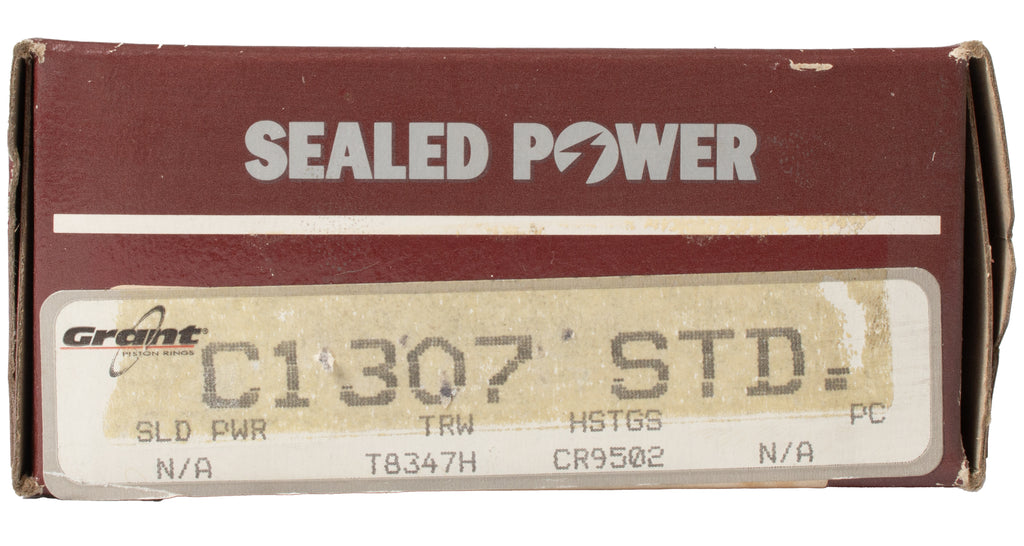 SEALED POWER
Grant®
PISTON RINGS
C1307 STD.
SLD PWR TRW HSTGS PC
N/A T8347H CR9502 N/A